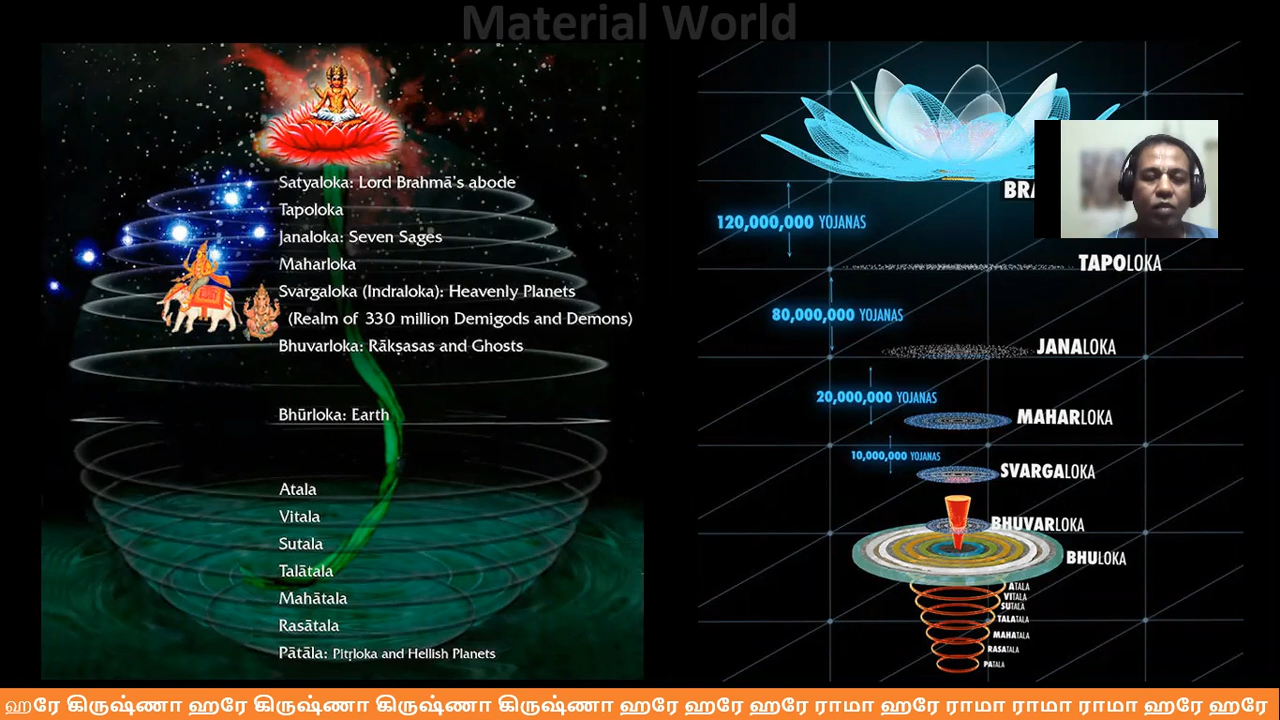 Material World
Satyaloka: Lord Brahmā's abode
Tapoloka
Janaloka: Seven Sages
Maharloka
Svargaloka (Indraloka): Heavenly Planets
(Realm of 330 million Demigods and Demons)
Bhuvarloka: Rākṣasas and Ghosts
Bhūrloka: Earth
Atala
Vitala
Sutala
Talātala
Mahātala
Rasātala
Pātāla: Pitṛloka and Hellish Planets
BRA
120,000,000 YOJANAS
TAPOLOKA
80,000,000 YOJANAS
JANALOKA
20,000,000 YOJANAS
MAHARLOKA
10,000,000 YOJANAS
SVARGALOKA
BHUVARLOKA
BHULOKA
ATALA
VITALA
SUTALA
TALATALA
MAHATALA
RASATALA
PATALA
ஹரே கிருஷ்ணா ஹரே கிருஷ்ணா கிருஷ்ணா கிருஷ்ணா ஹரே ஹரே ஹரே ராமா ஹரே ராமா ராமா ராமா ஹரே ஹரே